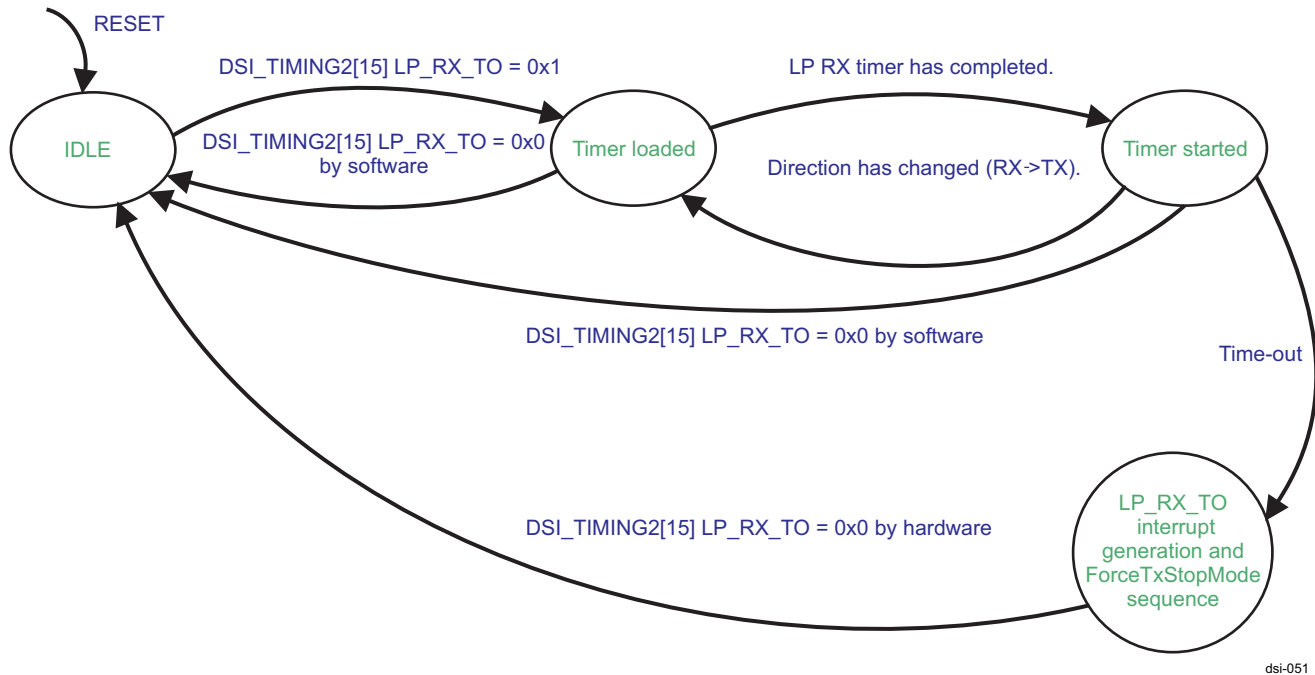 RESET
DSI_TIMING2[15] LP_RX_TO = 0x1
LP RX timer has completed.
IDLE
DSI_TIMING2[15] LP_RX_TO = 0x0
by software
Timer loaded
Direction has changed (RX->TX).
Timer started
DSI_TIMING2[15] LP_RX_TO = 0x0 by software
Time-out
DSI_TIMING2[15] LP_RX_TO = 0x0 by hardware
LP_RX_TO
interrupt
generation and
ForceTxStopMode
sequence
dsi-051